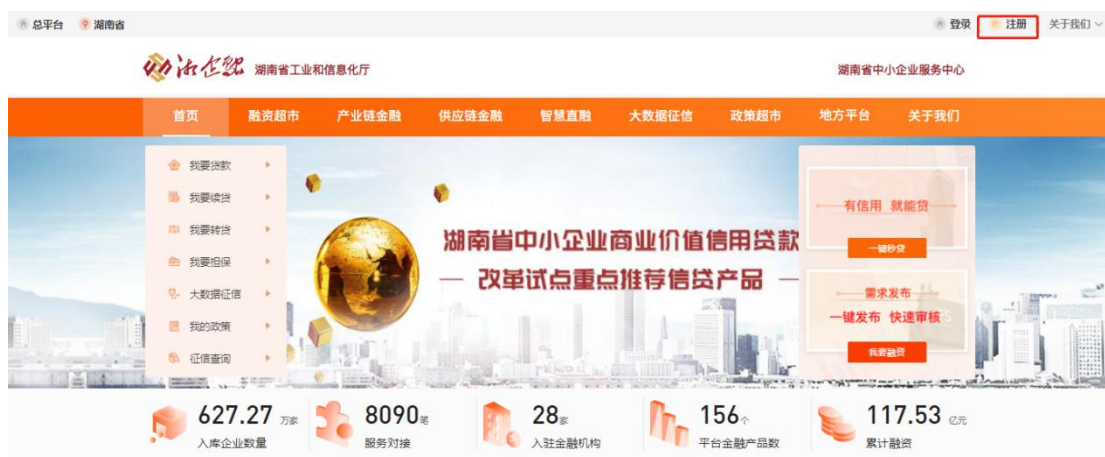 总平台 湖南省 登录 注册 关于我们
湘企融 湖南省工业和信息化厅 湖南省中小企业服务中心
首页 融资超市 产业链金融 供应链金融 智慧直融 大数据征信 政策超市 地方平台 关于我们
我要贷款
我要续贷
我要转贷
我要担保
大数据征信
我的政策
征信查询
湖南省中小企业商业价值信用贷款
— 改革试点重点推荐信贷产品 —
有信用 就能贷
一键秒贷
需求发布
一键发布 快速审核
我要融资
627.27 万家 8090笔 28家 156个 117.53 亿元
入库企业数量 服务对接 入驻金融机构 平台金融产品数 累计融资